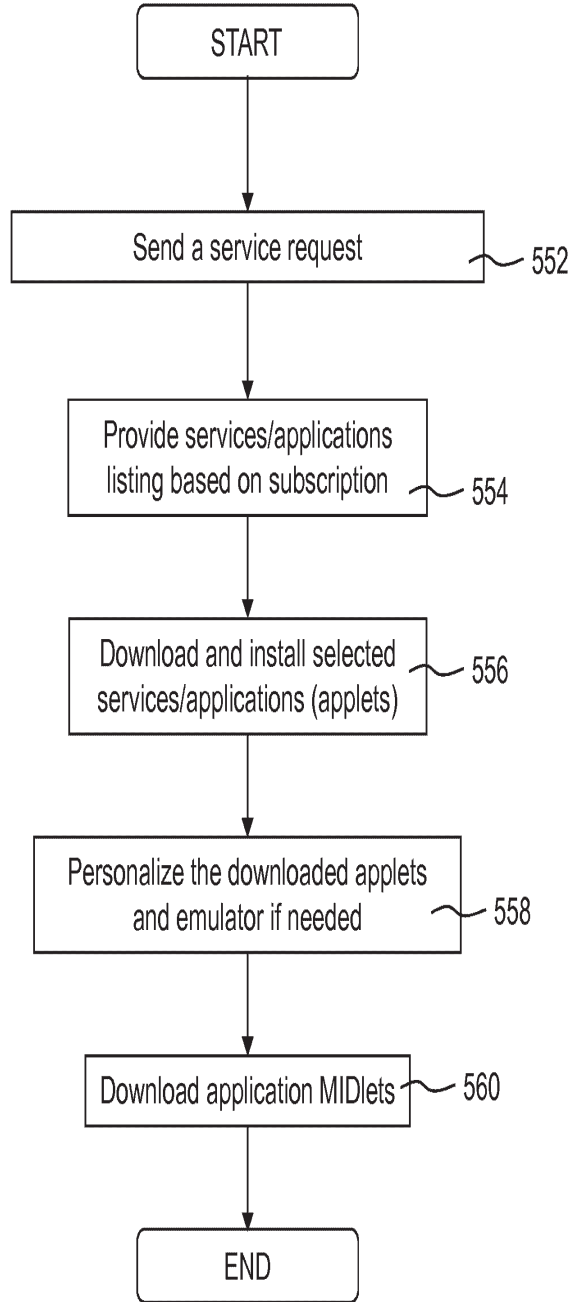 START
Send a service request
552
Provide services/applications
listing based on subscription
554
Download and install selected
services/applications (applets)
556
Personalize the downloaded applets
and emulator if needed
558
Download application MIDlets
560
END